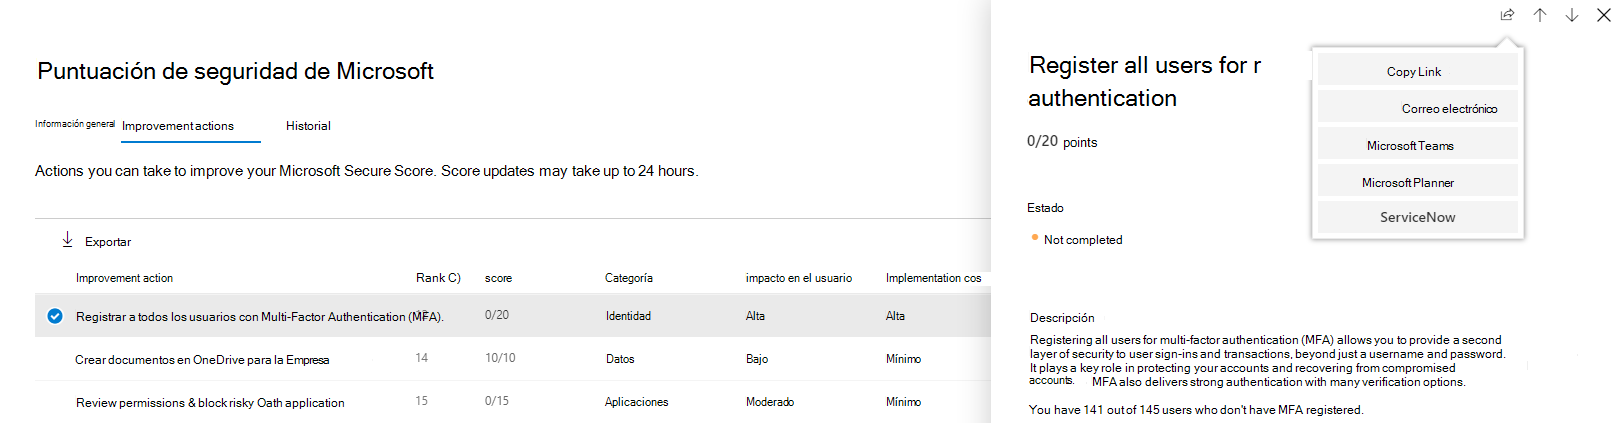 Puntuación de seguridad de Microsoft
Información general
Improvement actions
Historial
Actions you can take to improve your Microsoft Secure Score. Score updates may take up to 24 hours.
Exportar
Improvement action
Rank C)
score
Categoría
impacto en el usuario
Implementation cos
Registrar a todos los usuarios con Multi-Factor Authentication (MFA).
0/20
Identidad
Alta
Alta
Crear documentos en OneDrive para la Empresa
14
10/10
Datos
Bajo
Mínimo
Review permissions & block risky Oath application
15
0/15
Aplicaciones
Moderado
Mínimo
Register all users for r
authentication
0/20 points
Copy Link
Correo electrónico
Microsoft Teams
Microsoft Planner
ServiceNow
Estado
Not completed
Descripción
Registering all users for multi-factor authentication (MFA) allows you to provide a second
layer of security to user sign-ins and transactions, beyond just a username and password.
It plays a key role in protecting your accounts and recovering from compromised
accounts. MFA also delivers strong authentication with many verification options.
You have 141 out of 145 users who don't have MFA registered.